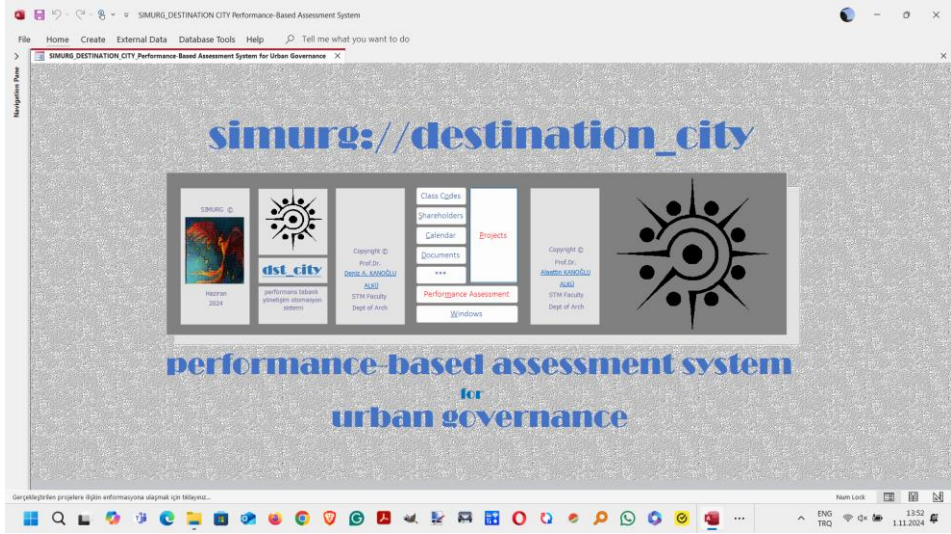 SIMURG_DESTINATION CITY Performance-Based Assessment System
File Home Create External Data Database Tools Help Tell me what you want to do
SIMURG_DESTINATION_CITY_Performance-Based Assessment System for Urban Governance
Navigation Pane
simurg://destination_city
SIMURG ©
Haziran
2024
dst_city
performans tabanlı
yönetişim otomasyon
sistemi
Copyright ©
Prof.Dr.
Deniz A. KANOĞLU
ALKÜ
STM Faculty
Dept of Arch
Class Codes
Shareholders
Calendar
Documents
***
Projects
Performance Assessment
Windows
Copyright ©
Prof.Dr.
Alaattin KANOĞLU
ALKÜ
STM Faculty
Dept of Arch
performance-based assessment system
for
urban governance
Gerçekleştirilen projelere ilişkin enformasyona ulaşmak için tıklayınız...
Num Lock
ENG
TRQ
13:52
1.11.2024